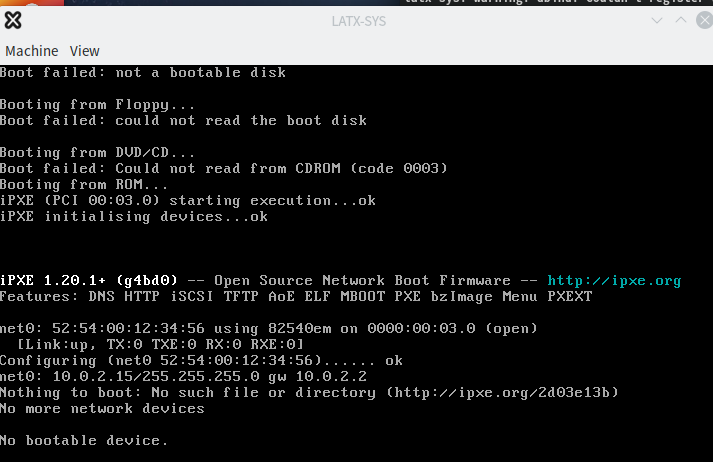 latx-sys: warning: dbind: Couldn't register
LATX-SYS
Machine View
Boot failed: not a bootable disk
Booting from Floppy...
Boot failed: could not read the boot disk
Booting from DVD/CD...
Boot failed: Could not read from CDROM (code 0003)
Booting from ROM...
iPXE (PCI 00:03.0) starting execution...ok
iPXE initialising devices...ok
iPXE 1.20.1+ (g4bd0) -- Open Source Network Boot Firmware -- http://ipxe.org
Features: DNS HTTP iSCSI TFTP AoE ELF MBOOT PXE bzImage Menu PXEXT
net0: 52:54:00:12:34:56 using 82540em on 0000:00:03.0 (open)
[Link:up, TX:0 TXE:0 RX:0 RXE:0]
Configuring (net0 52:54:00:12:34:56)...... ok
net0: 10.0.2.15/255.255.255.0 gw 10.0.2.2
Nothing to boot: No such file or directory (http://ipxe.org/2d03e13b)
No more network devices
No bootable device.